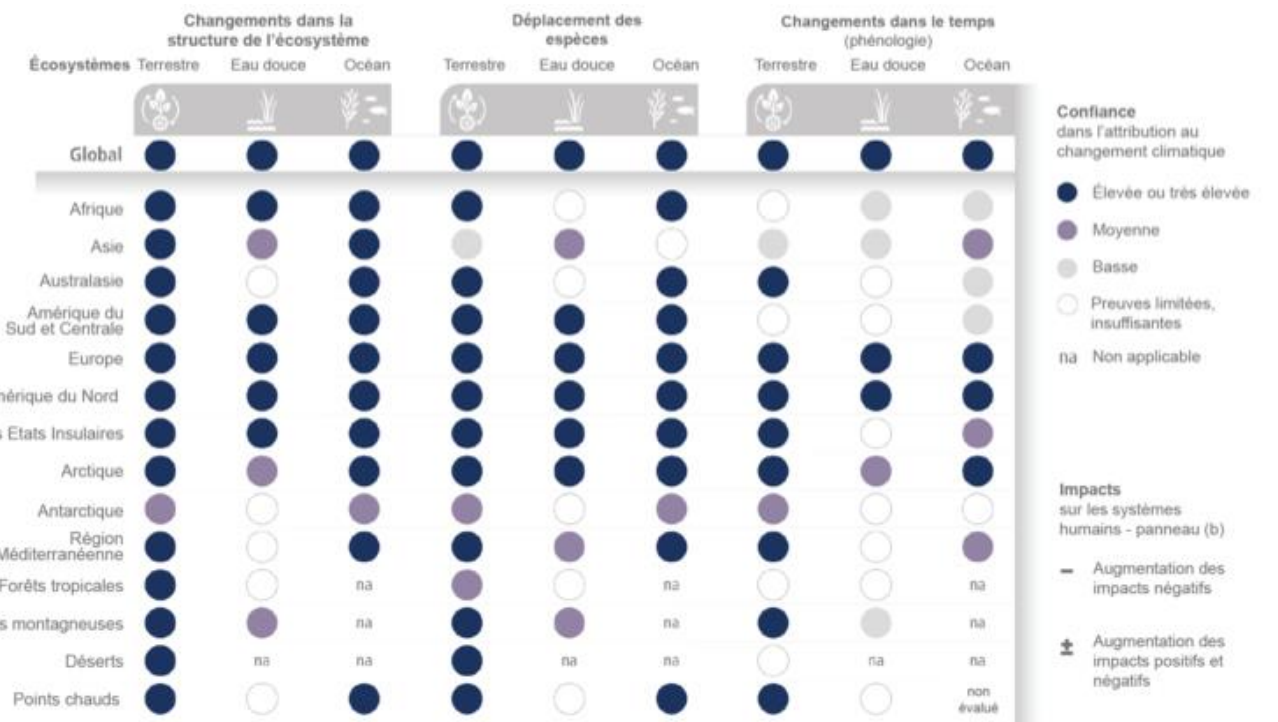 Changements dans la
structure de l'écosystème
Déplacement des
espèces
Changements dans le temps
(phénologie)
Écosystèmes Terrestre Eau douce Océan Terrestre Eau douce Océan Terrestre Eau douce Océan
Global
Afrique
Asie
Australasie
Amérique du
Sud et Centrale
Europe
mérique du Nord
s Etats Insulaires
Arctique
Antarctique
Région
Méditerranéenne
Forêts tropicales na na na
s montagneuses na na na
Déserts na na na na na na
Points chauds non
évalué
Confiance
dans l'attribution au
changement climatique
Élevée ou très élevée
Moyenne
Basse
Preuves limitées,
insuffisantes
na Non applicable
Impacts
sur les systèmes
humains - panneau (b)
− Augmentation des
impacts négatifs
± Augmentation des
impacts positifs et
négatifs